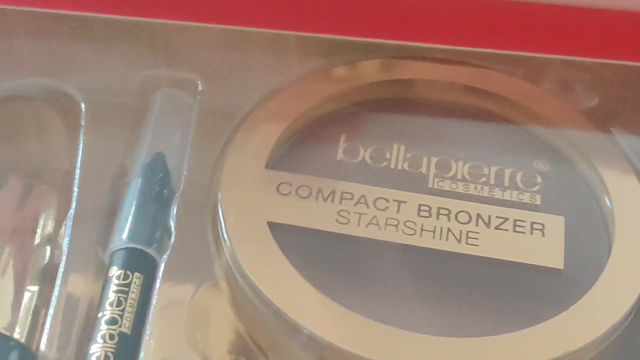 bellapierre®
COSMETICS
COMPACT BRONZER
STARSHINE
bellapierre
COSMETICS